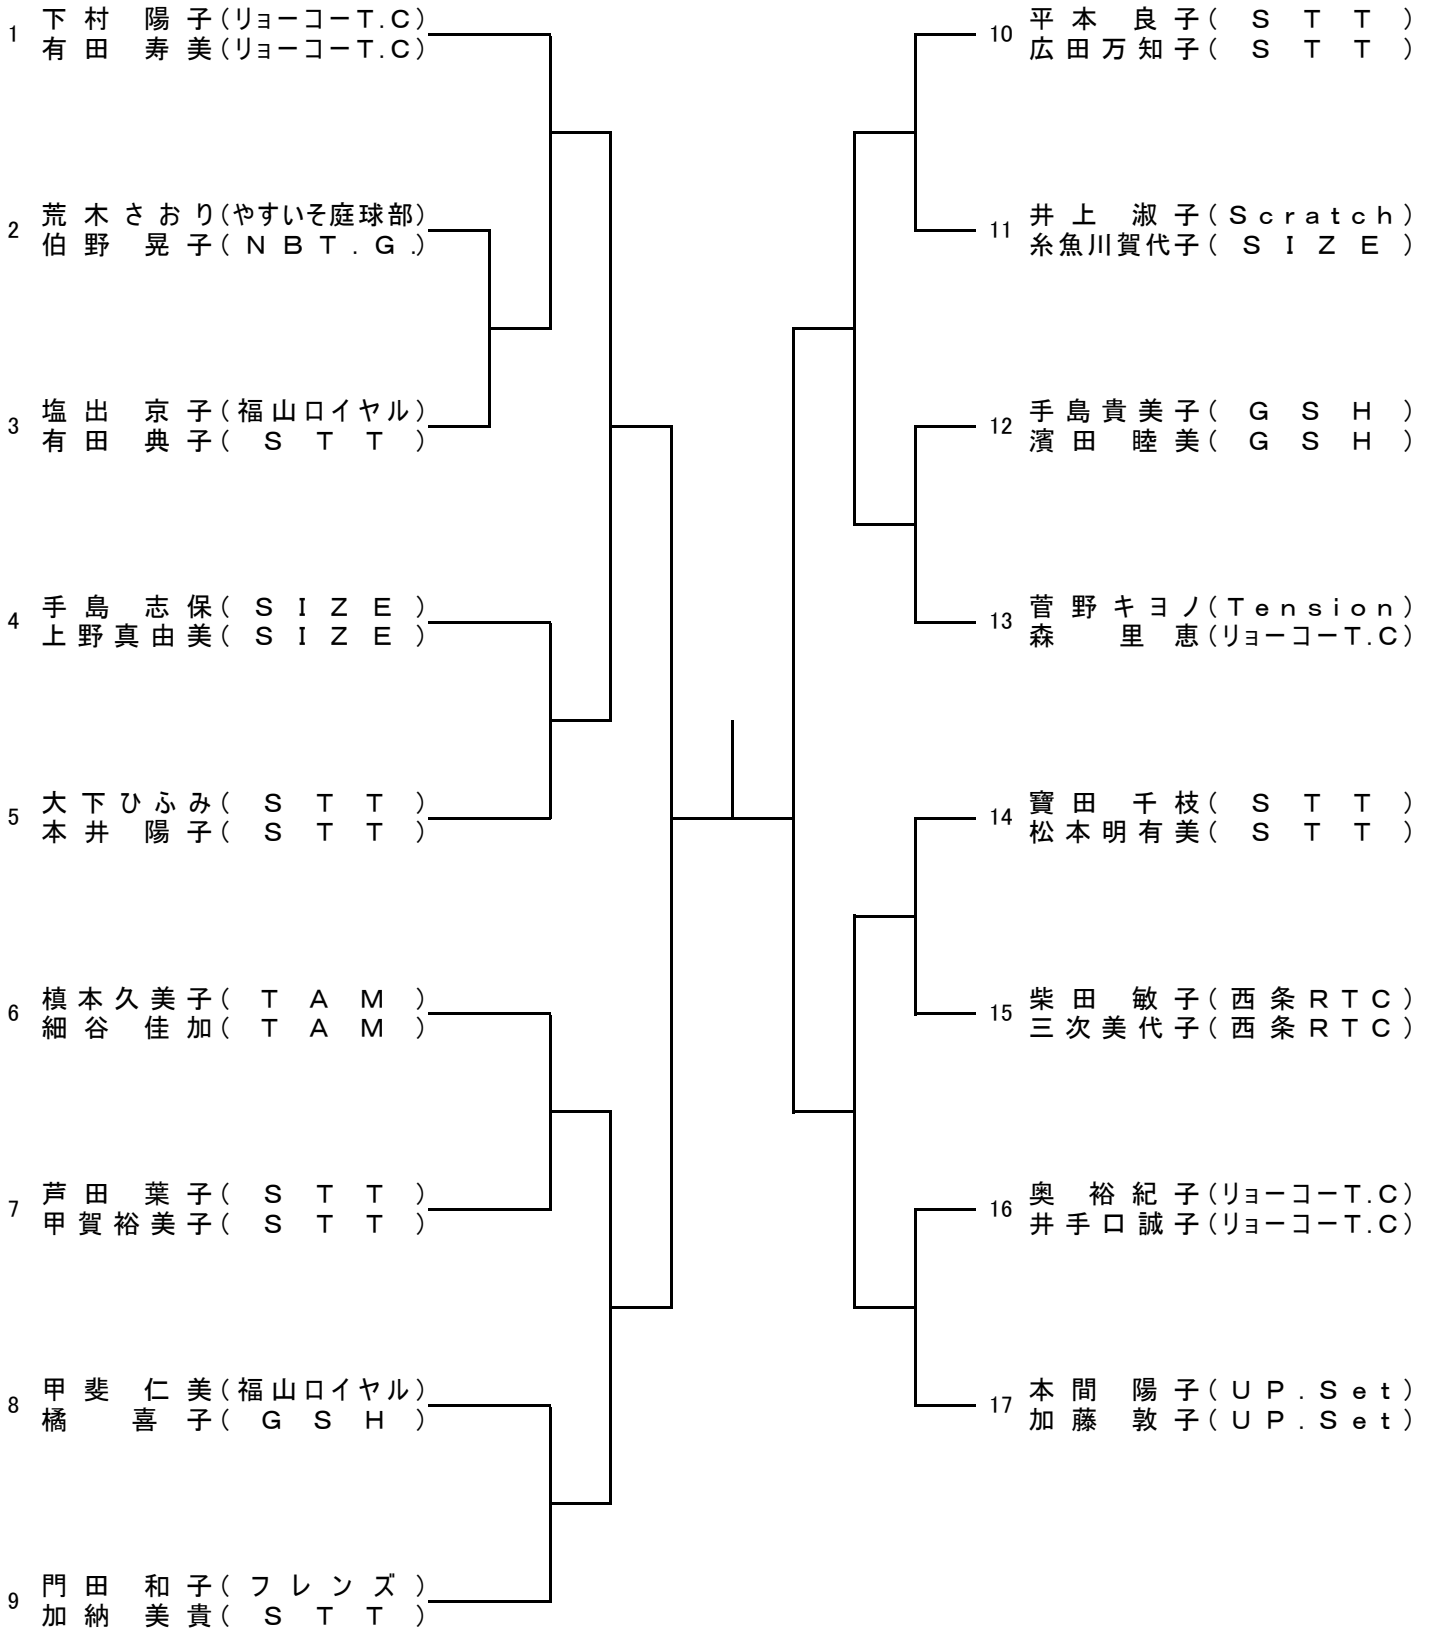 1 下村 陽子(リョーコーT.C)
有田 寿美(リョーコーT.C)
2 荒木さおり(やすいそ庭球部)
伯野 晃子(NBT.G.)
3 塩出 京子(福山ロイヤル)
有田 典子(STT)
4 手島 志保(SIZE)
上野真由美(SIZE)
5 大下ひふみ(STT)
本井 陽子(STT)
6 槙本久美子(TAM)
細谷 佳加(TAM)
7 芦田 葉子(STT)
甲賀裕美子(STT)
8 甲斐 仁美(福山ロイヤル)
橘 喜子(GSH)
9 門田 和子(フレンズ)
加納 美貴(STT)
10 平本 良子(STT)
広田万知子(STT)
11 井上 淑子(Scratch)
糸魚川賀代子(SIZE)
12 手島貴美子(GSH)
濱田 睦美(GSH)
13 菅野キヨノ(Tension)
森 里恵(リョーコーT.C)
14 寶田 千枝(STT)
松本明有美(STT)
15 柴田 敏子(西条RTC)
三次美代子(西条RTC)
16 奥 裕紀子(リョーコーT.C)
井手口誠子(リョーコーT.C)
17 本間 陽子(UP.Set)
加藤 敦子(UP.Set)